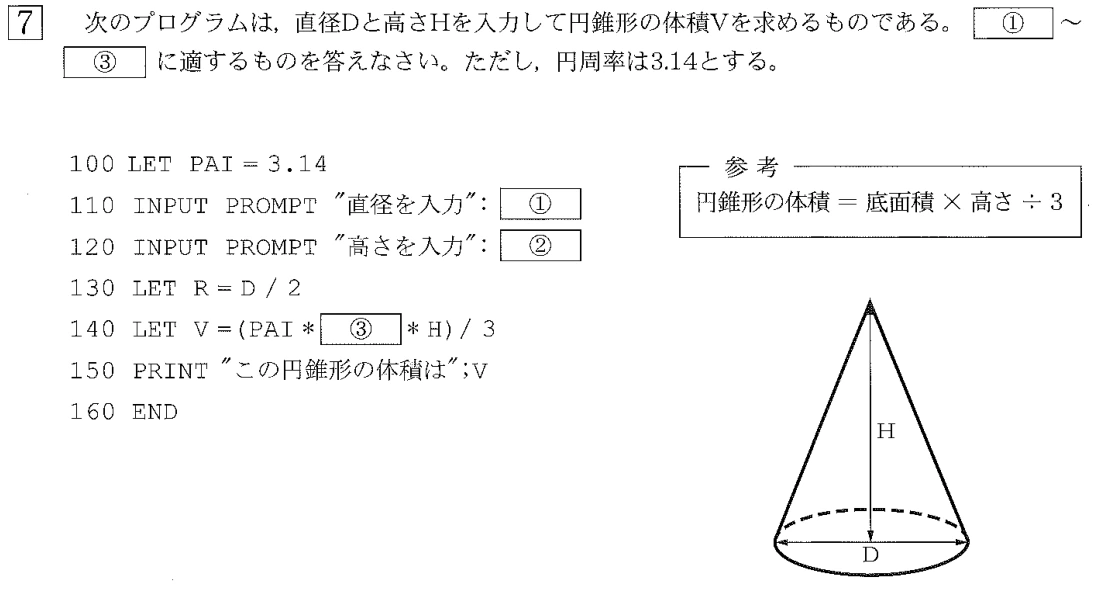 7 次のプログラムは，直径Dと高さHを入力して円錐形の体積Vを求めるものである。 ① ～
③ に適するものを答えなさい。ただし，円周率は3.14とする。
100 LET PAI = 3.14
110 INPUT PROMPT ″直径を入力″: ①
120 INPUT PROMPT ″高さを入力″: ②
130 LET R = D / 2
140 LET V = (PAI * ③ * H) / 3
150 PRINT ″この円錐形の体積は″;V
160 END
参考
円錐形の体積 ＝ 底面積 × 高さ ÷ 3
H
D